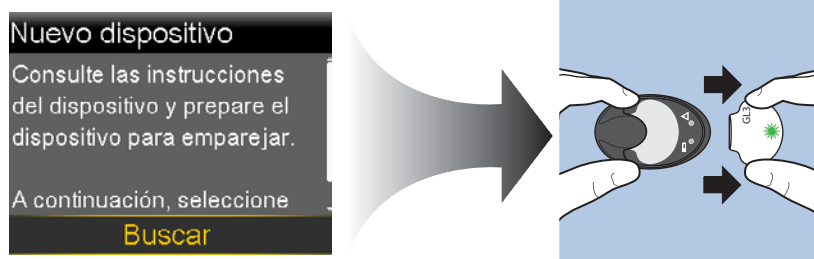 Nuevo dispositivo
Consulte las instrucciones
del dispositivo y prepare el
dispositivo para emparejar.
A continuación, seleccione
Buscar
GL3